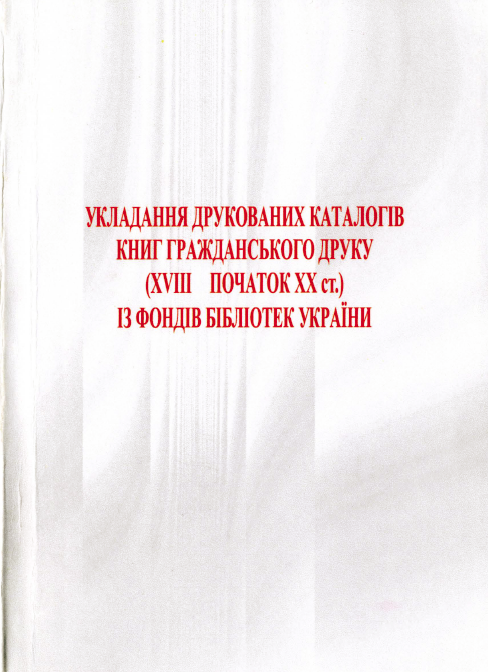 УКЛАДАННЯ ДРУКОВАНИХ КАТАЛОГІВ
КНИГ ГРАЖДАНСЬКОГО ДРУКУ
(XVIII ПОЧАТОК XX ст.)
ІЗ ФОНДІВ БІБЛІОТЕК УКРАЇНИ